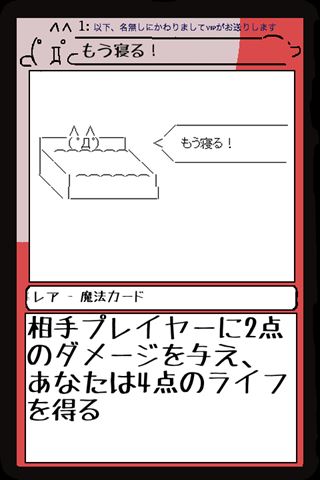 1: 以下、名無しにかわりましてVIPがお送りします
もう寝る！
もう寝る！
レア - 魔法カード
相手プレイヤーに2点
のダメージを与え、
あなたは4点のライフ
を得る